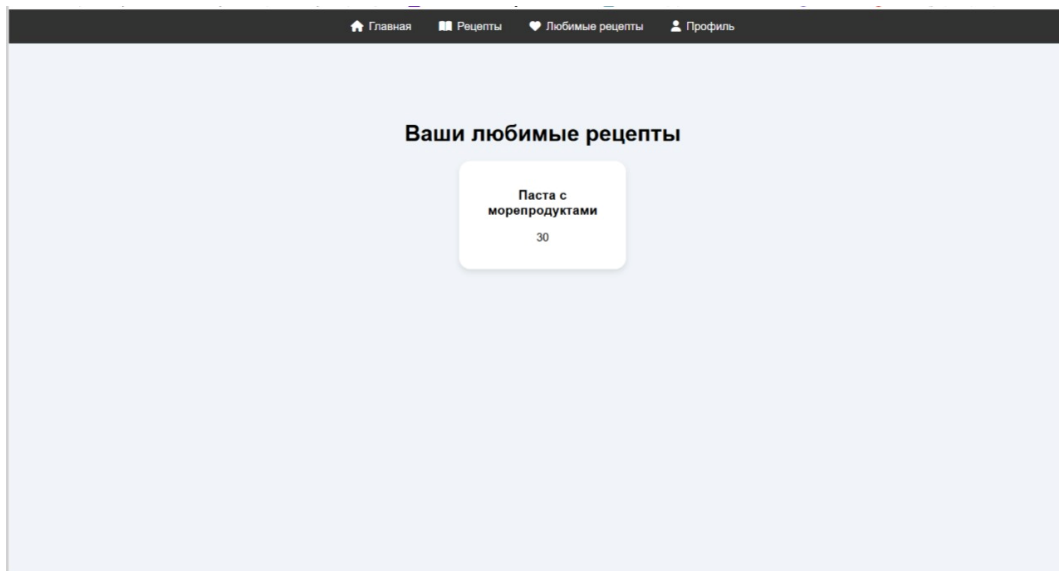 Главная Рецепты Любимые рецепты Профиль
Ваши любимые рецепты
Паста с
морепродуктами
30